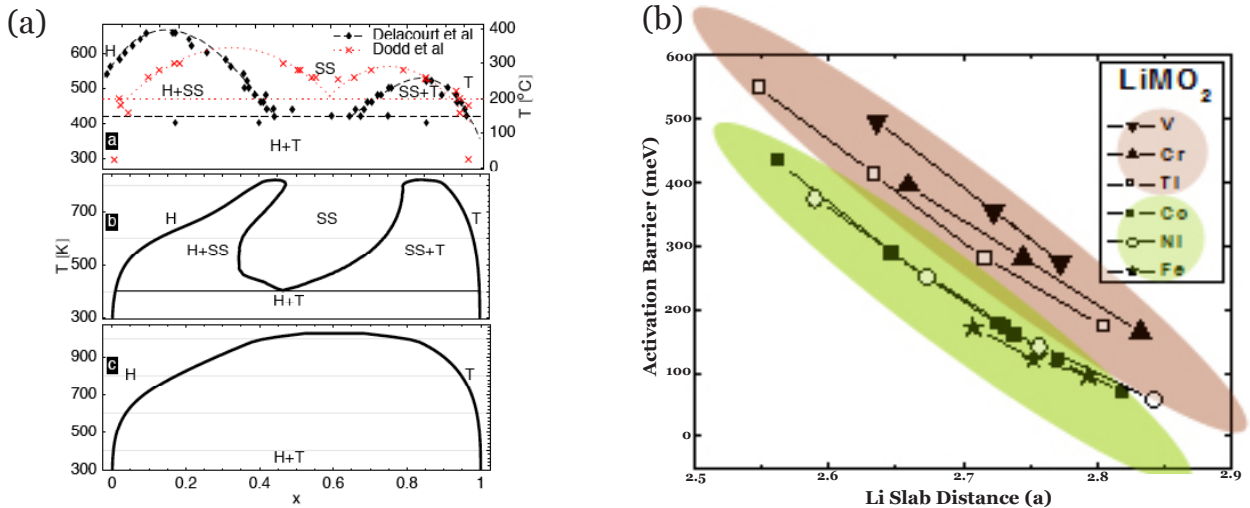 (a)
Delacourt et al
Dodd et al
H
SS
T
H+SS
SS+T
H+T
600
500
400
300
400
300
200
100
0
T [°C]
a
H
SS
T
H+SS
SS+T
H+T
700
500
300
T [K]
b
H
T
H+T
900
700
500
300
c
0
0.2
0.4
0.6
0.8
1
x
(b)
600
500
400
300
200
100
0
Activation Barrier (meV)
LiMO2
V
Cr
Ti
Co
Ni
Fe
2.5
2.6
2.7
2.8
2.9
Li Slab Distance (a)